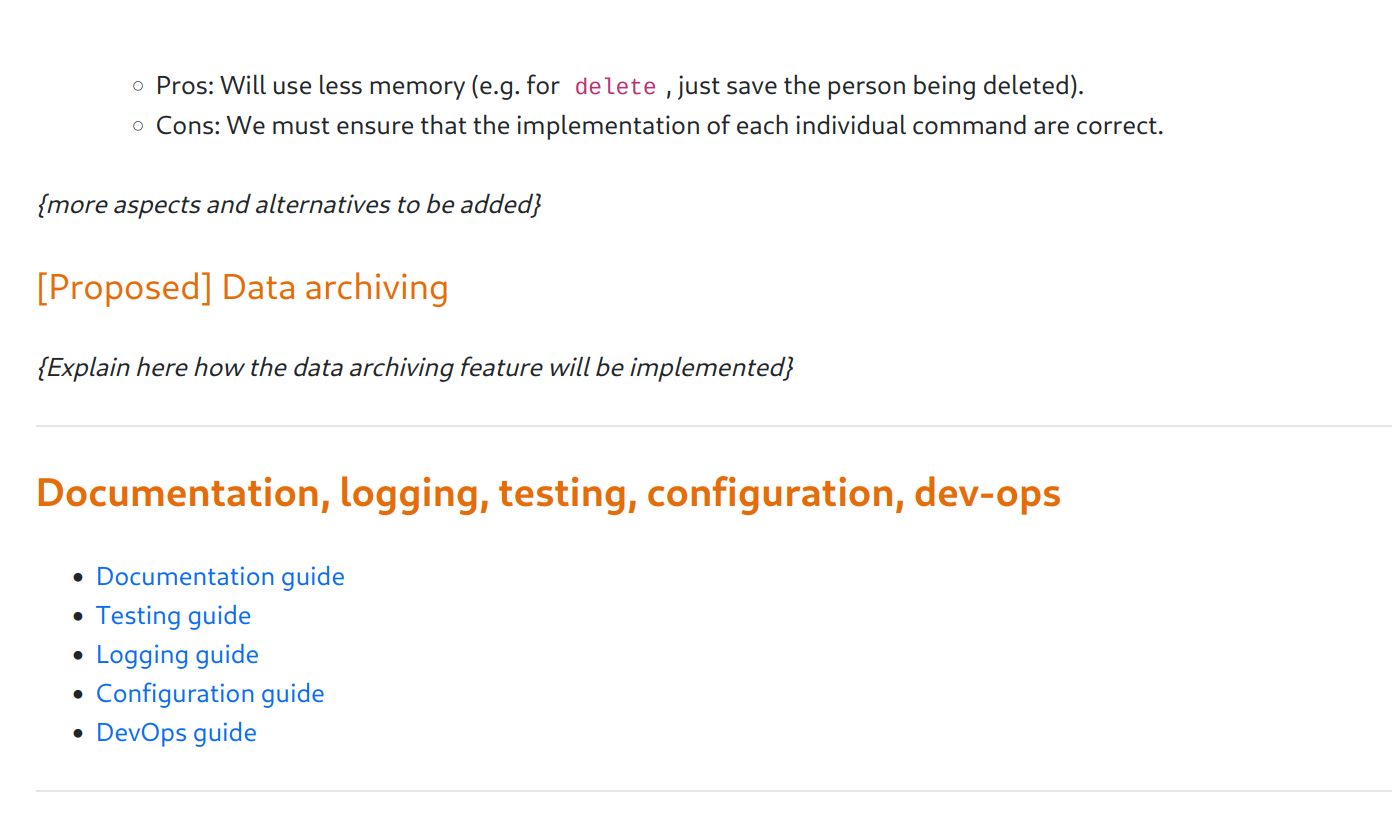 Pros: Will use less memory (e.g. for delete , just save the person being deleted).
Cons: We must ensure that the implementation of each individual command are correct.
{more aspects and alternatives to be added}
[Proposed] Data archiving
{Explain here how the data archiving feature will be implemented}
Documentation, logging, testing, configuration, dev-ops
Documentation guide
Testing guide
Logging guide
Configuration guide
DevOps guide